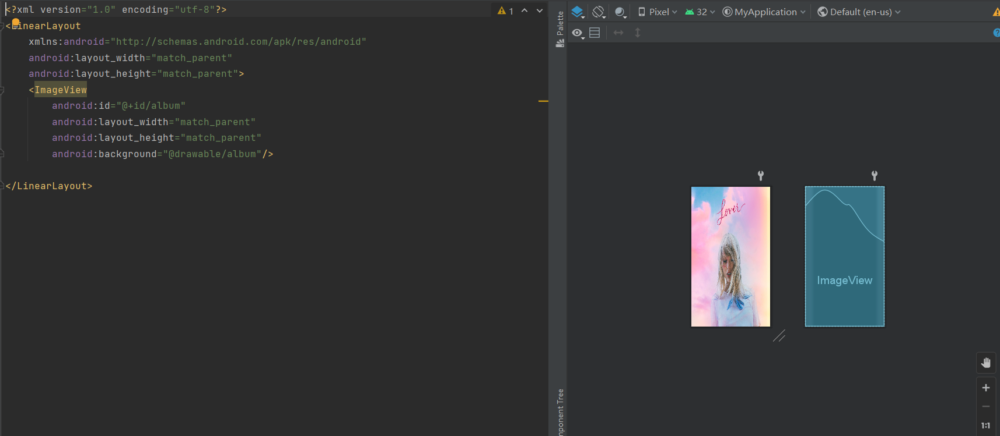 <?xml version="1.0" encoding="utf-8"?>
<LinearLayout
xmlns:android="http://schemas.android.com/apk/res/android"
android:layout_width="match_parent"
android:layout_height="match_parent">
<ImageView
android:id="@+id/album"
android:layout_width="match_parent"
android:layout_height="match_parent"
android:background="@drawable/album"/>
</LinearLayout>
1
Palette
Pixel
32
MyApplication
Default (en-us)
?
Lover
ImageView
mponent Tree
1:1